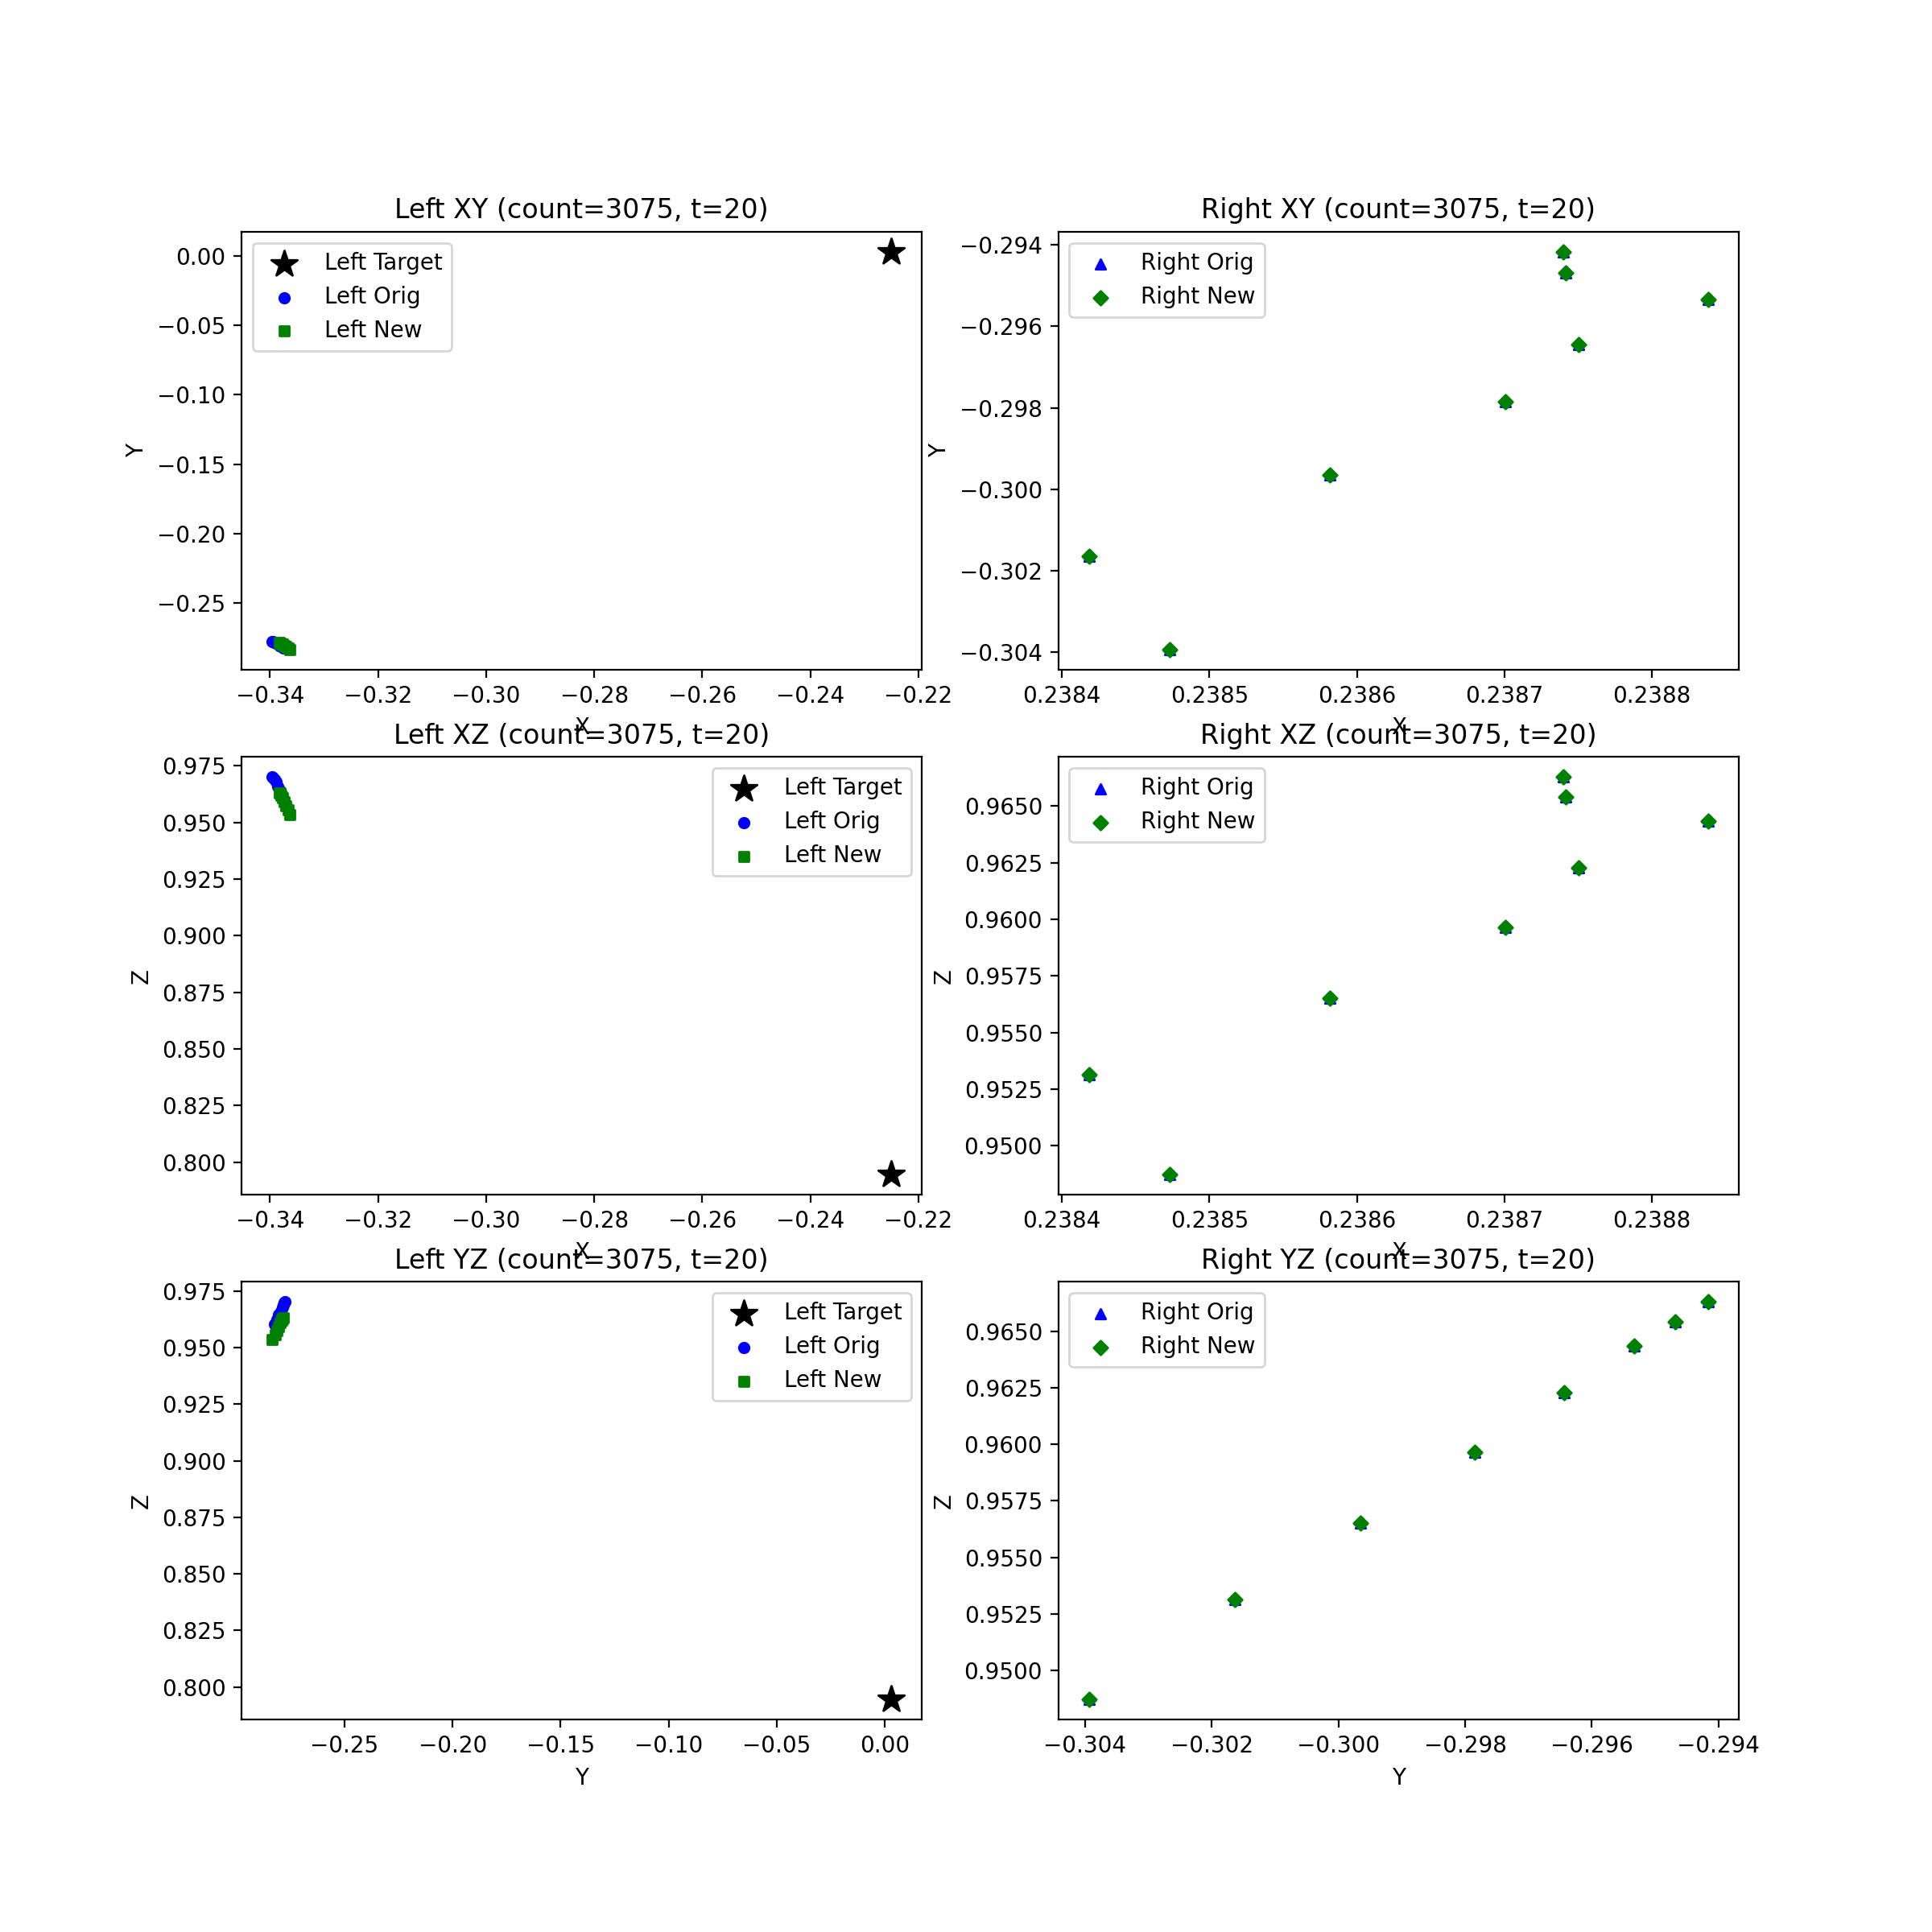 Left XY (count=3075, t=20)
0.00
−0.05
−0.10
−0.15
−0.20
−0.25
Y
Left Target
Left Orig
Left New
−0.34
−0.32
−0.30
−0.28
−0.26
−0.24
−0.22
X
Right XY (count=3075, t=20)
−0.294
−0.296
−0.298
−0.300
−0.302
−0.304
Y
Right Orig
Right New
0.2384
0.2385
0.2386
0.2387
0.2388
X
Left XZ (count=3075, t=20)
0.975
0.950
0.925
0.900
0.875
0.850
0.825
0.800
Z
Left Target
Left Orig
Left New
−0.34
−0.32
−0.30
−0.28
−0.26
−0.24
−0.22
X
Right XZ (count=3075, t=20)
0.9650
0.9625
0.9600
0.9575
0.9550
0.9525
0.9500
Z
Right Orig
Right New
0.2384
0.2385
0.2386
0.2387
0.2388
X
Left YZ (count=3075, t=20)
0.975
0.950
0.925
0.900
0.875
0.850
0.825
0.800
Z
Left Target
Left Orig
Left New
−0.25
−0.20
−0.15
−0.10
−0.05
0.00
Y
Right YZ (count=3075, t=20)
0.9650
0.9625
0.9600
0.9575
0.9550
0.9525
0.9500
Z
Right Orig
Right New
−0.304
−0.302
−0.300
−0.298
−0.296
−0.294
Y